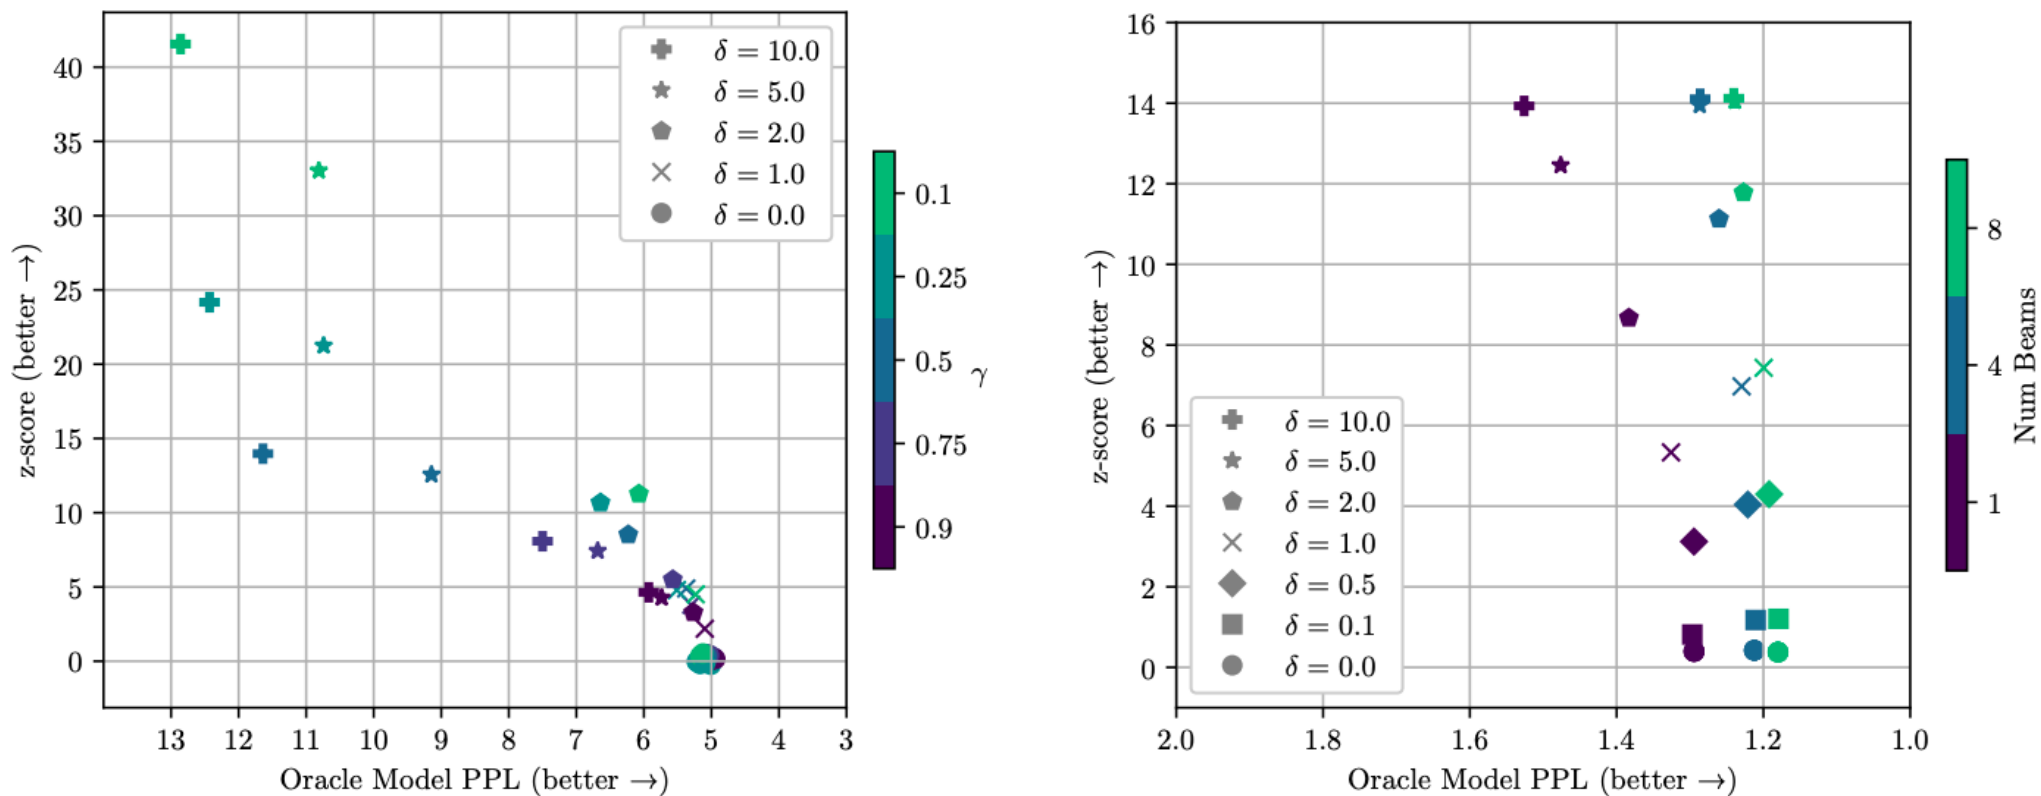 40
35
30
25
20
15
10
5
0
z-score (better →)
13 12 11 10 9 8 7 6 5 4 3
Oracle Model PPL (better →)
δ = 10.0
δ = 5.0
δ = 2.0
δ = 1.0
δ = 0.0
0.1
0.25
0.5
0.75
0.9
γ
16
14
12
10
8
6
4
2
0
z-score (better →)
2.0 1.8 1.6 1.4 1.2 1.0
Oracle Model PPL (better →)
δ = 10.0
δ = 5.0
δ = 2.0
δ = 1.0
δ = 0.5
δ = 0.1
δ = 0.0
8
4
1
Num Beams